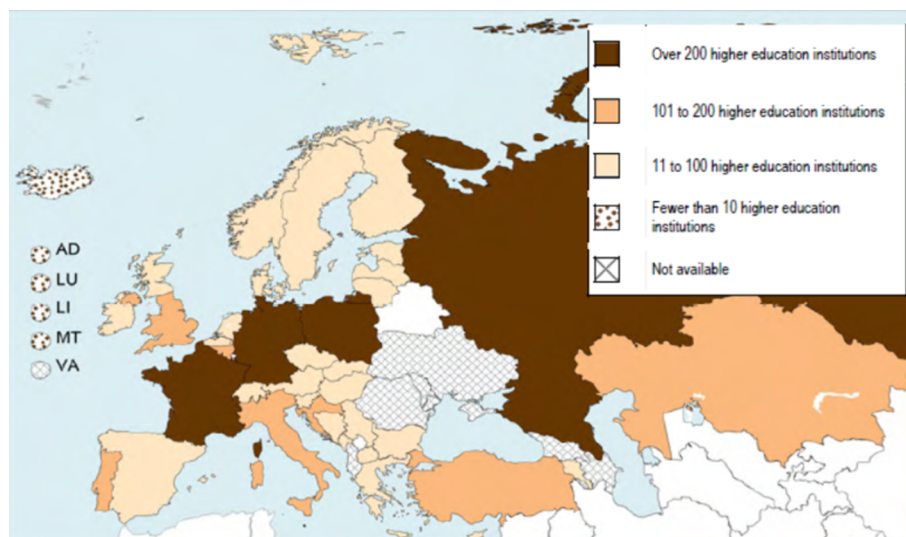 Over 200 higher education institutions
101 to 200 higher education institutions
11 to 100 higher education institutions
Fewer than 10 higher education
institutions
Not available
AD
LU
LI
MT
VA